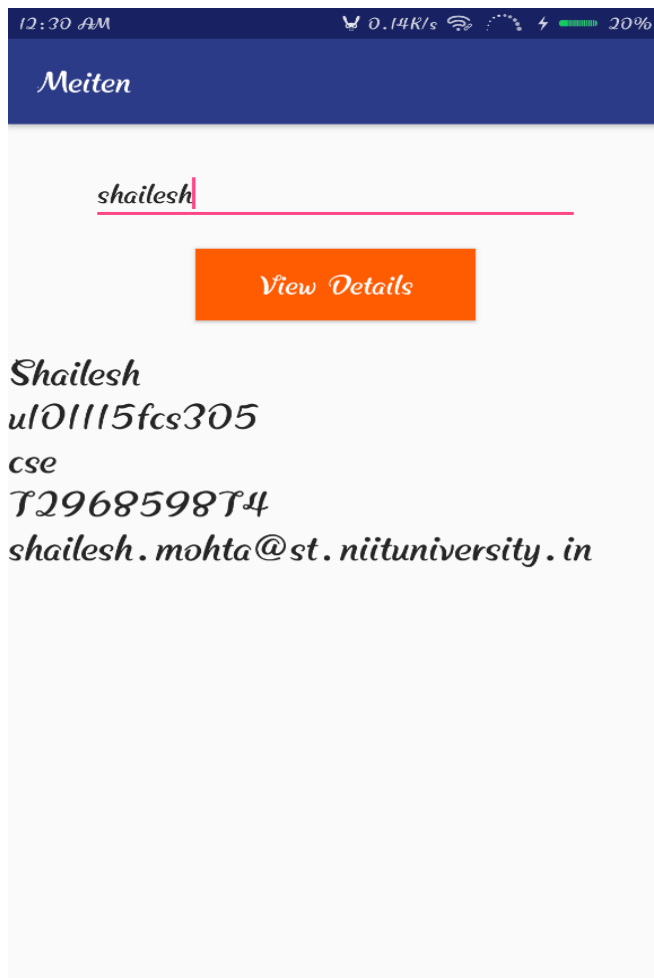 12:30 AM 0.14K/s 20%
Meiten
shailesh
View Details
Shailesh
u101115fcs305
cse
7296859874
shailesh.mohta@st.niituniversity.in